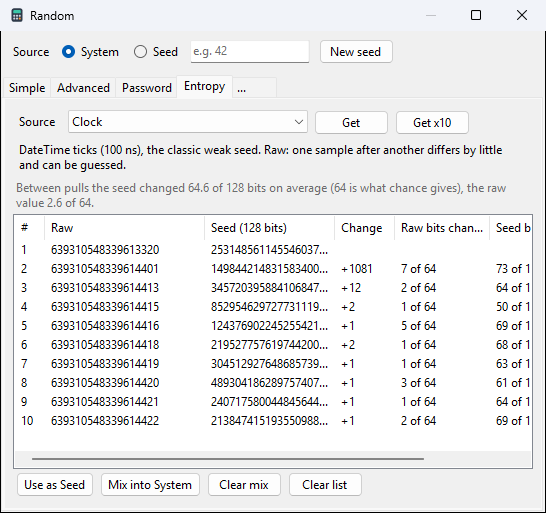 Random
Source System Seed e.g. 42 New seed
Simple Advanced Password Entropy ...
Source Clock Get Get x10
DateTime ticks (100 ns), the classic weak seed. Raw: one sample after another differs by little
and can be guessed.
Between pulls the seed changed 64.6 of 128 bits on average (64 is what chance gives), the raw
value 2.6 of 64.
# Raw Seed (128 bits) Change Raw bits chan... Seed b
1 639310548339613320 253148561145546037...
2 639310548339614401 149844214831583400... +1081 7 of 64 73 of 1
3 639310548339614413 345720395884106847... +12 2 of 64 64 of 1
4 639310548339614415 852954629727731119... +2 1 of 64 50 of 1
5 639310548339614416 124376902245255421... +1 5 of 64 69 of 1
6 639310548339614418 219527757619744200... +2 1 of 64 68 of 1
7 639310548339614419 304512927648685739... +1 1 of 64 63 of 1
8 639310548339614420 489304186289757407... +1 3 of 64 61 of 1
9 639310548339614421 240717580044845644... +1 1 of 64 64 of 1
10 639310548339614422 213847415193550988... +1 2 of 64 69 of 1
Use as Seed Mix into System Clear mix Clear list